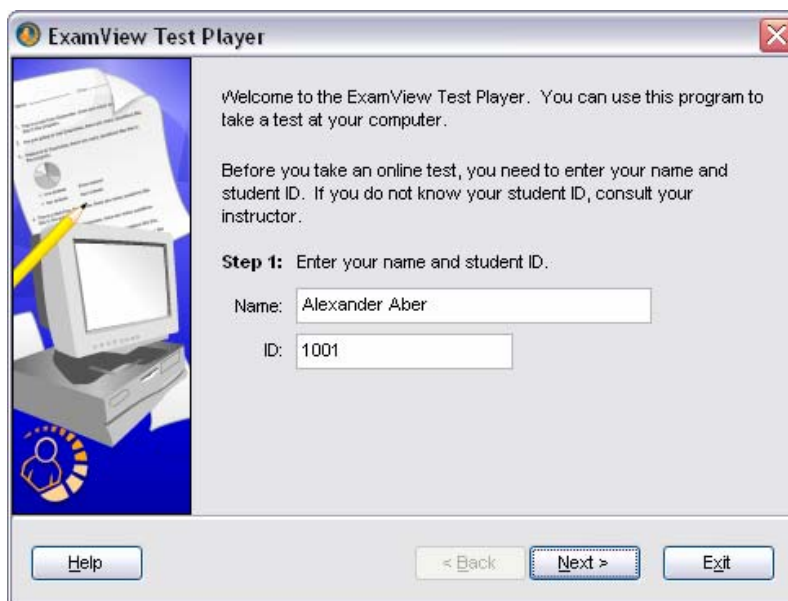 ExamView Test Player
Welcome to the ExamView Test Player. You can use this program to
take a test at your computer.
Before you take an online test, you need to enter your name and
student ID. If you do not know your student ID, consult your
instructor.
Step 1: Enter your name and student ID.
Name: Alexander Aber
ID: 1001
Help < Back Next > Exit